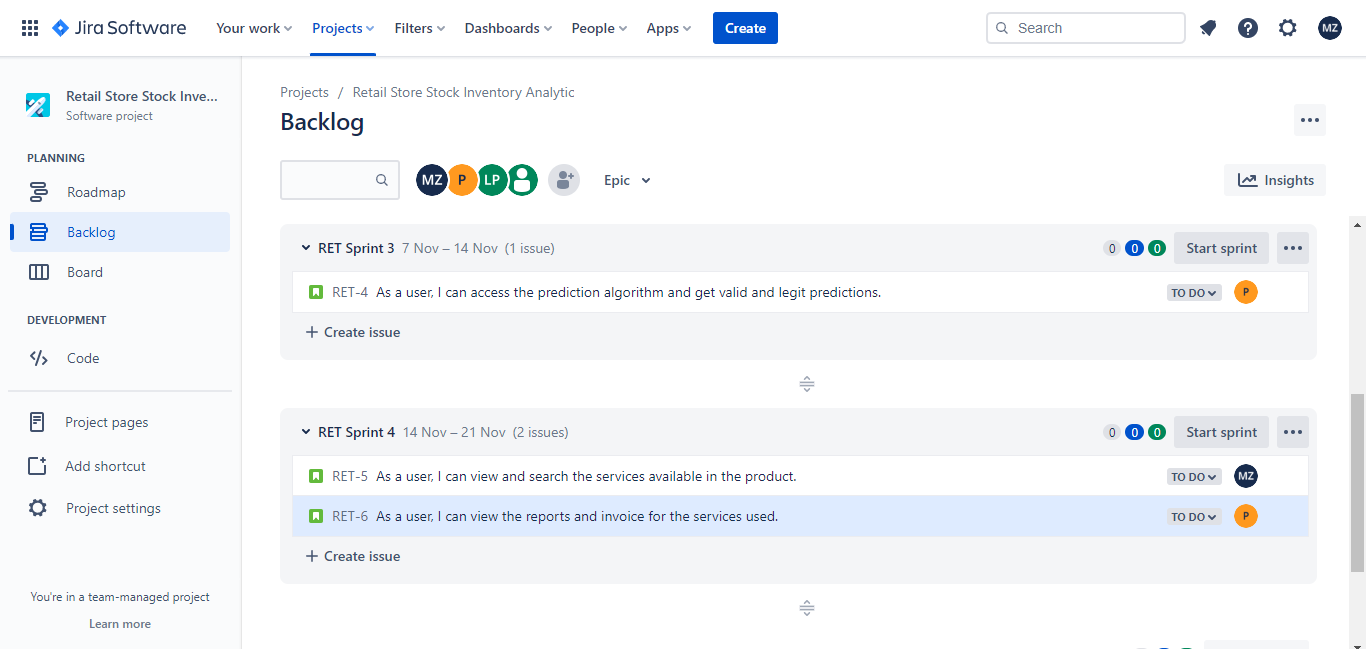 Jira Software Your work Projects Filters Dashboards People Apps Create Search MZ
Retail Store Stock Inve...
Software project
PLANNING
Roadmap
Backlog
Board
DEVELOPMENT
Code
Project pages
Add shortcut
Project settings
You're in a team-managed project
Learn more
Projects / Retail Store Stock Inventory Analytic
Backlog
MZ P LP Epic Insights
RET Sprint 3 7 Nov – 14 Nov (1 issue) 0 0 0 Start sprint
RET-4 As a user, I can access the prediction algorithm and get valid and legit predictions. TO DO P
+ Create issue
RET Sprint 4 14 Nov – 21 Nov (2 issues) 0 0 0 Start sprint
RET-5 As a user, I can view and search the services available in the product. TO DO MZ
RET-6 As a user, I can view the reports and invoice for the services used. TO DO P
+ Create issue